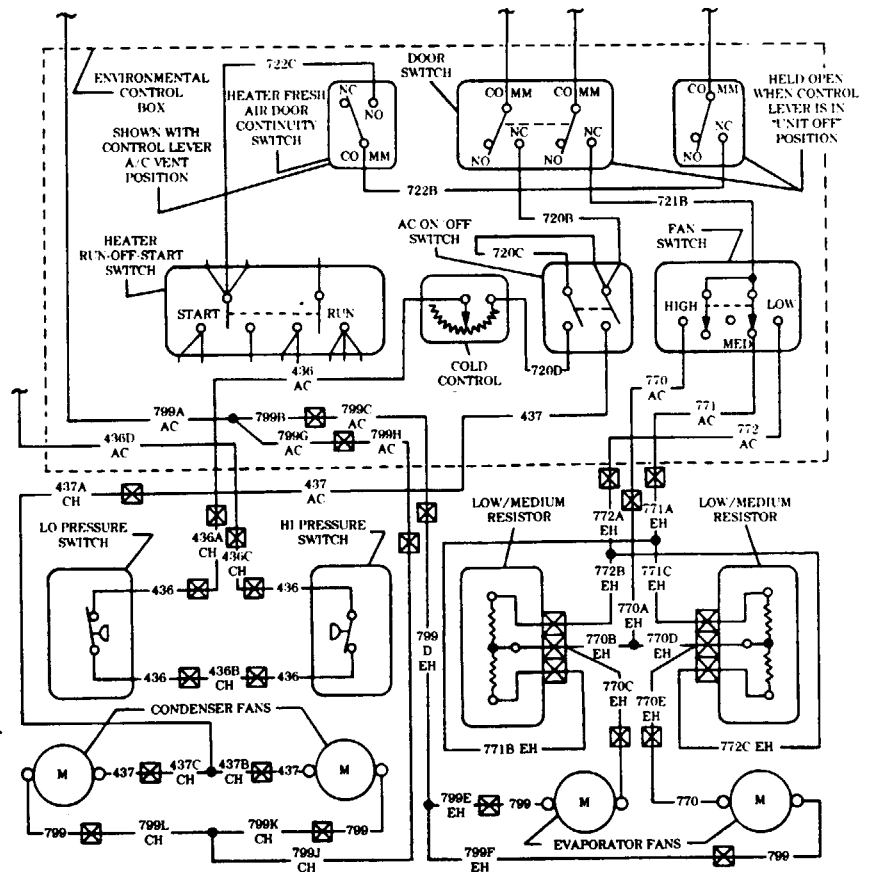 722C
DOOR
SWITCH
ENVIRONMENTAL
CONTROL
BOX
HEATER FRESH
AIR DOOR
CONTINUITY
SWITCH
NC
NO
CO MM
CO MM
CO MM
NC
NO
NC
NO
CO MM
NC
NO
HELD OPEN
WHEN CONTROL
LEVER IS IN
"UNIT OFF"
POSITION
SHOWN WITH
CONTROL LEVER
A/C VENT
POSITION
722B
721B
720B
HEATER
RUN-OFF-START
SWITCH
AC ON/OFF
SWITCH
720C
FAN
SWITCH
START
RUN
HIGH
LOW
MED
COLD
CONTROL
720D
436
AC
770
AC
771
AC
772
AC
799A
AC
799B
799C
AC
437
436D
AC
799G
AC
799H
AC
437A
CH
437
AC
LO PRESSURE
SWITCH
436A
CH
436C
CH
HI PRESSURE
SWITCH
LOW/MEDIUM
RESISTOR
772A
EH
771A
EH
LOW/MEDIUM
RESISTOR
772B
EH
771C
EH
436
436
770A
EH
799
D
EH
770B
EH
770D
EH
436
436B
CH
436
770C
EH
770E
EH
CONDENSER FANS
771B EH
772C EH
M
437
437C
CH
437B
CH
437
M
799
799L
CH
799K
CH
799
799J
CH
799E
EH
799
M
770
M
EVAPORATOR FANS
799F
EH
799